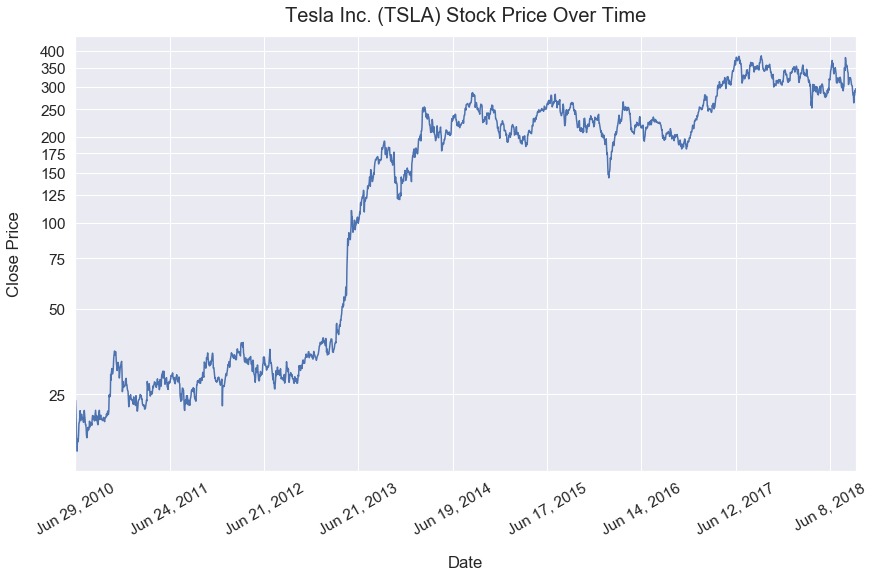 Tesla Inc. (TSLA) Stock Price Over Time
400
350
300
250
200
175
150
125
100
75
50
25
Close Price
Jun 29, 2010
Jun 24, 2011
Jun 21, 2012
Jun 21, 2013
Jun 19, 2014
Jun 17, 2015
Jun 14, 2016
Jun 12, 2017
Jun 8, 2018
Date